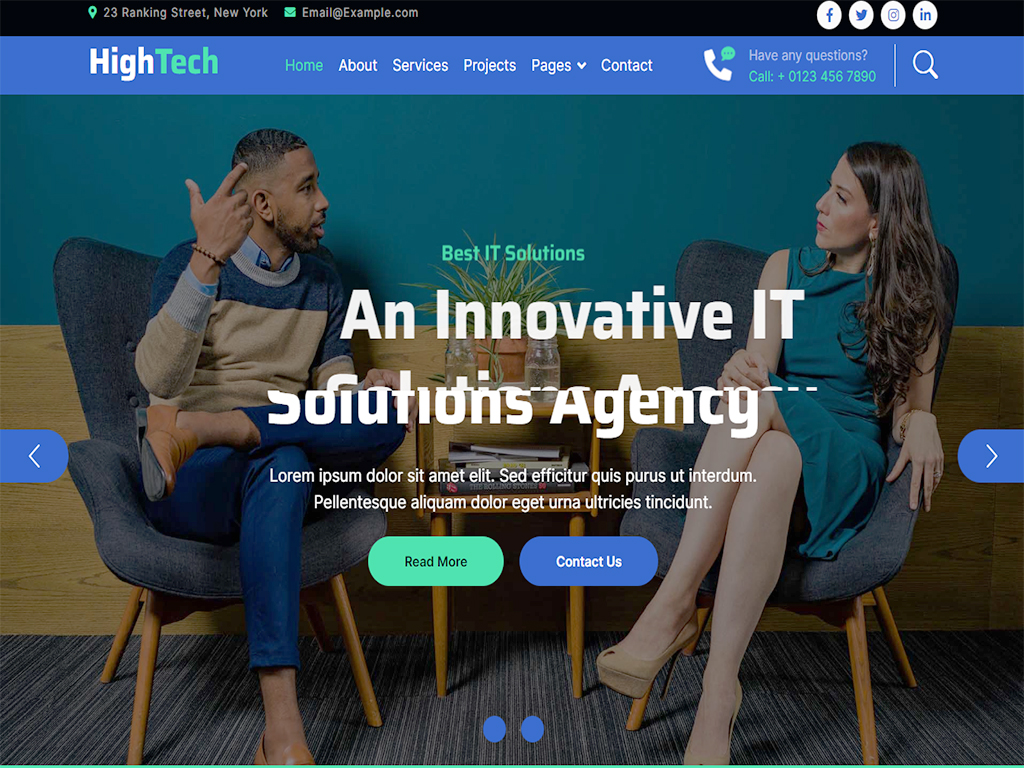 23 Ranking Street, New York Email@Example.com
HighTech
Home About Services Projects Pages Contact
Have any questions?
Call: + 0123 456 7890
Best IT Solutions
An Innovative IT
Solutions Agency
Lorem ipsum dolor sit amet elit. Sed efficitur quis purus ut interdum.
Pellentesque aliquam dolor eget urna ultricies tincidunt.
Read More Contact Us